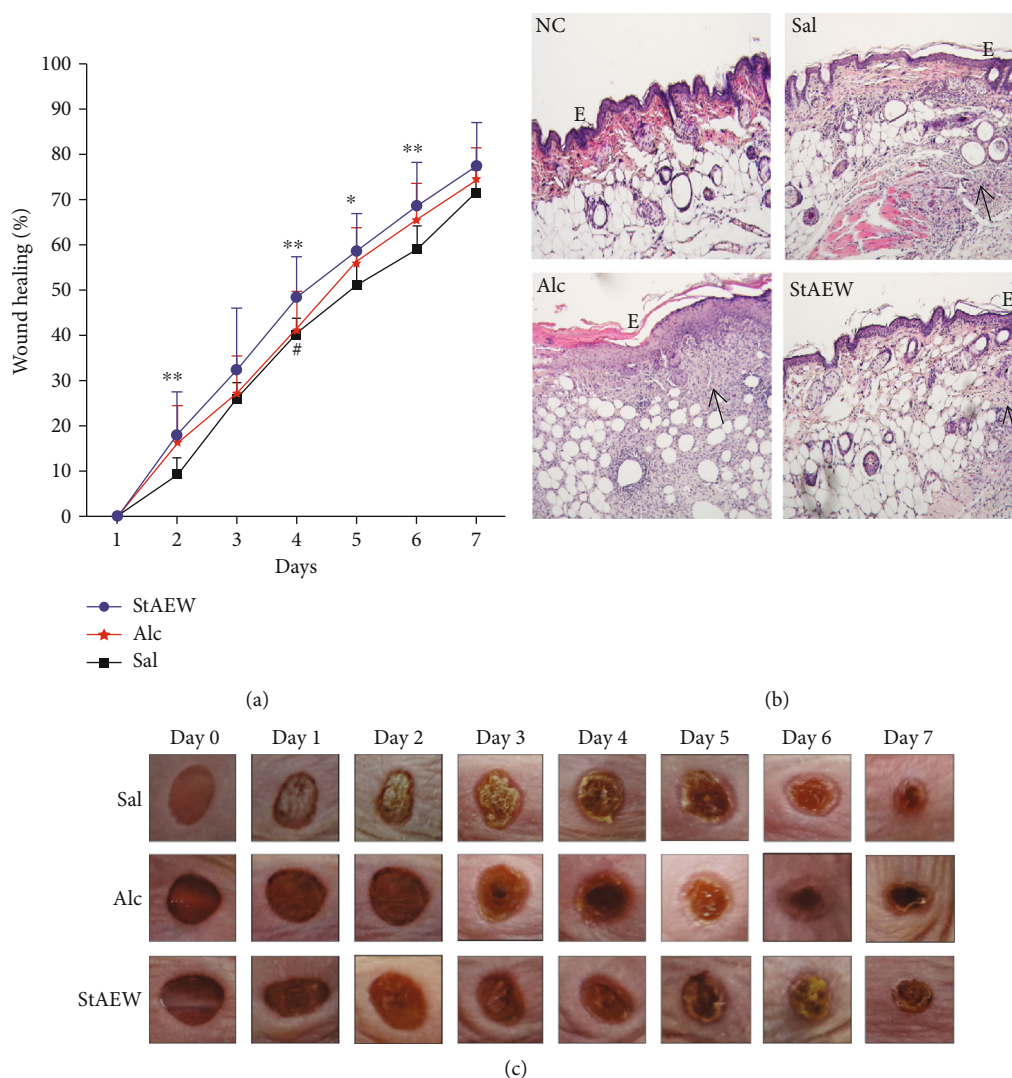 100
90
80
70
60
50
40
30
20
10
0
Wound healing (%)
**
**
#
*
**
1 2 3 4 5 6 7
Days
StAEW
Alc
Sal
(a)
NC
E
Sal
E
Alc
E
StAEW
E
(b)
Day 0 Day 1 Day 2 Day 3 Day 4 Day 5 Day 6 Day 7
Sal
Alc
StAEW
(c)